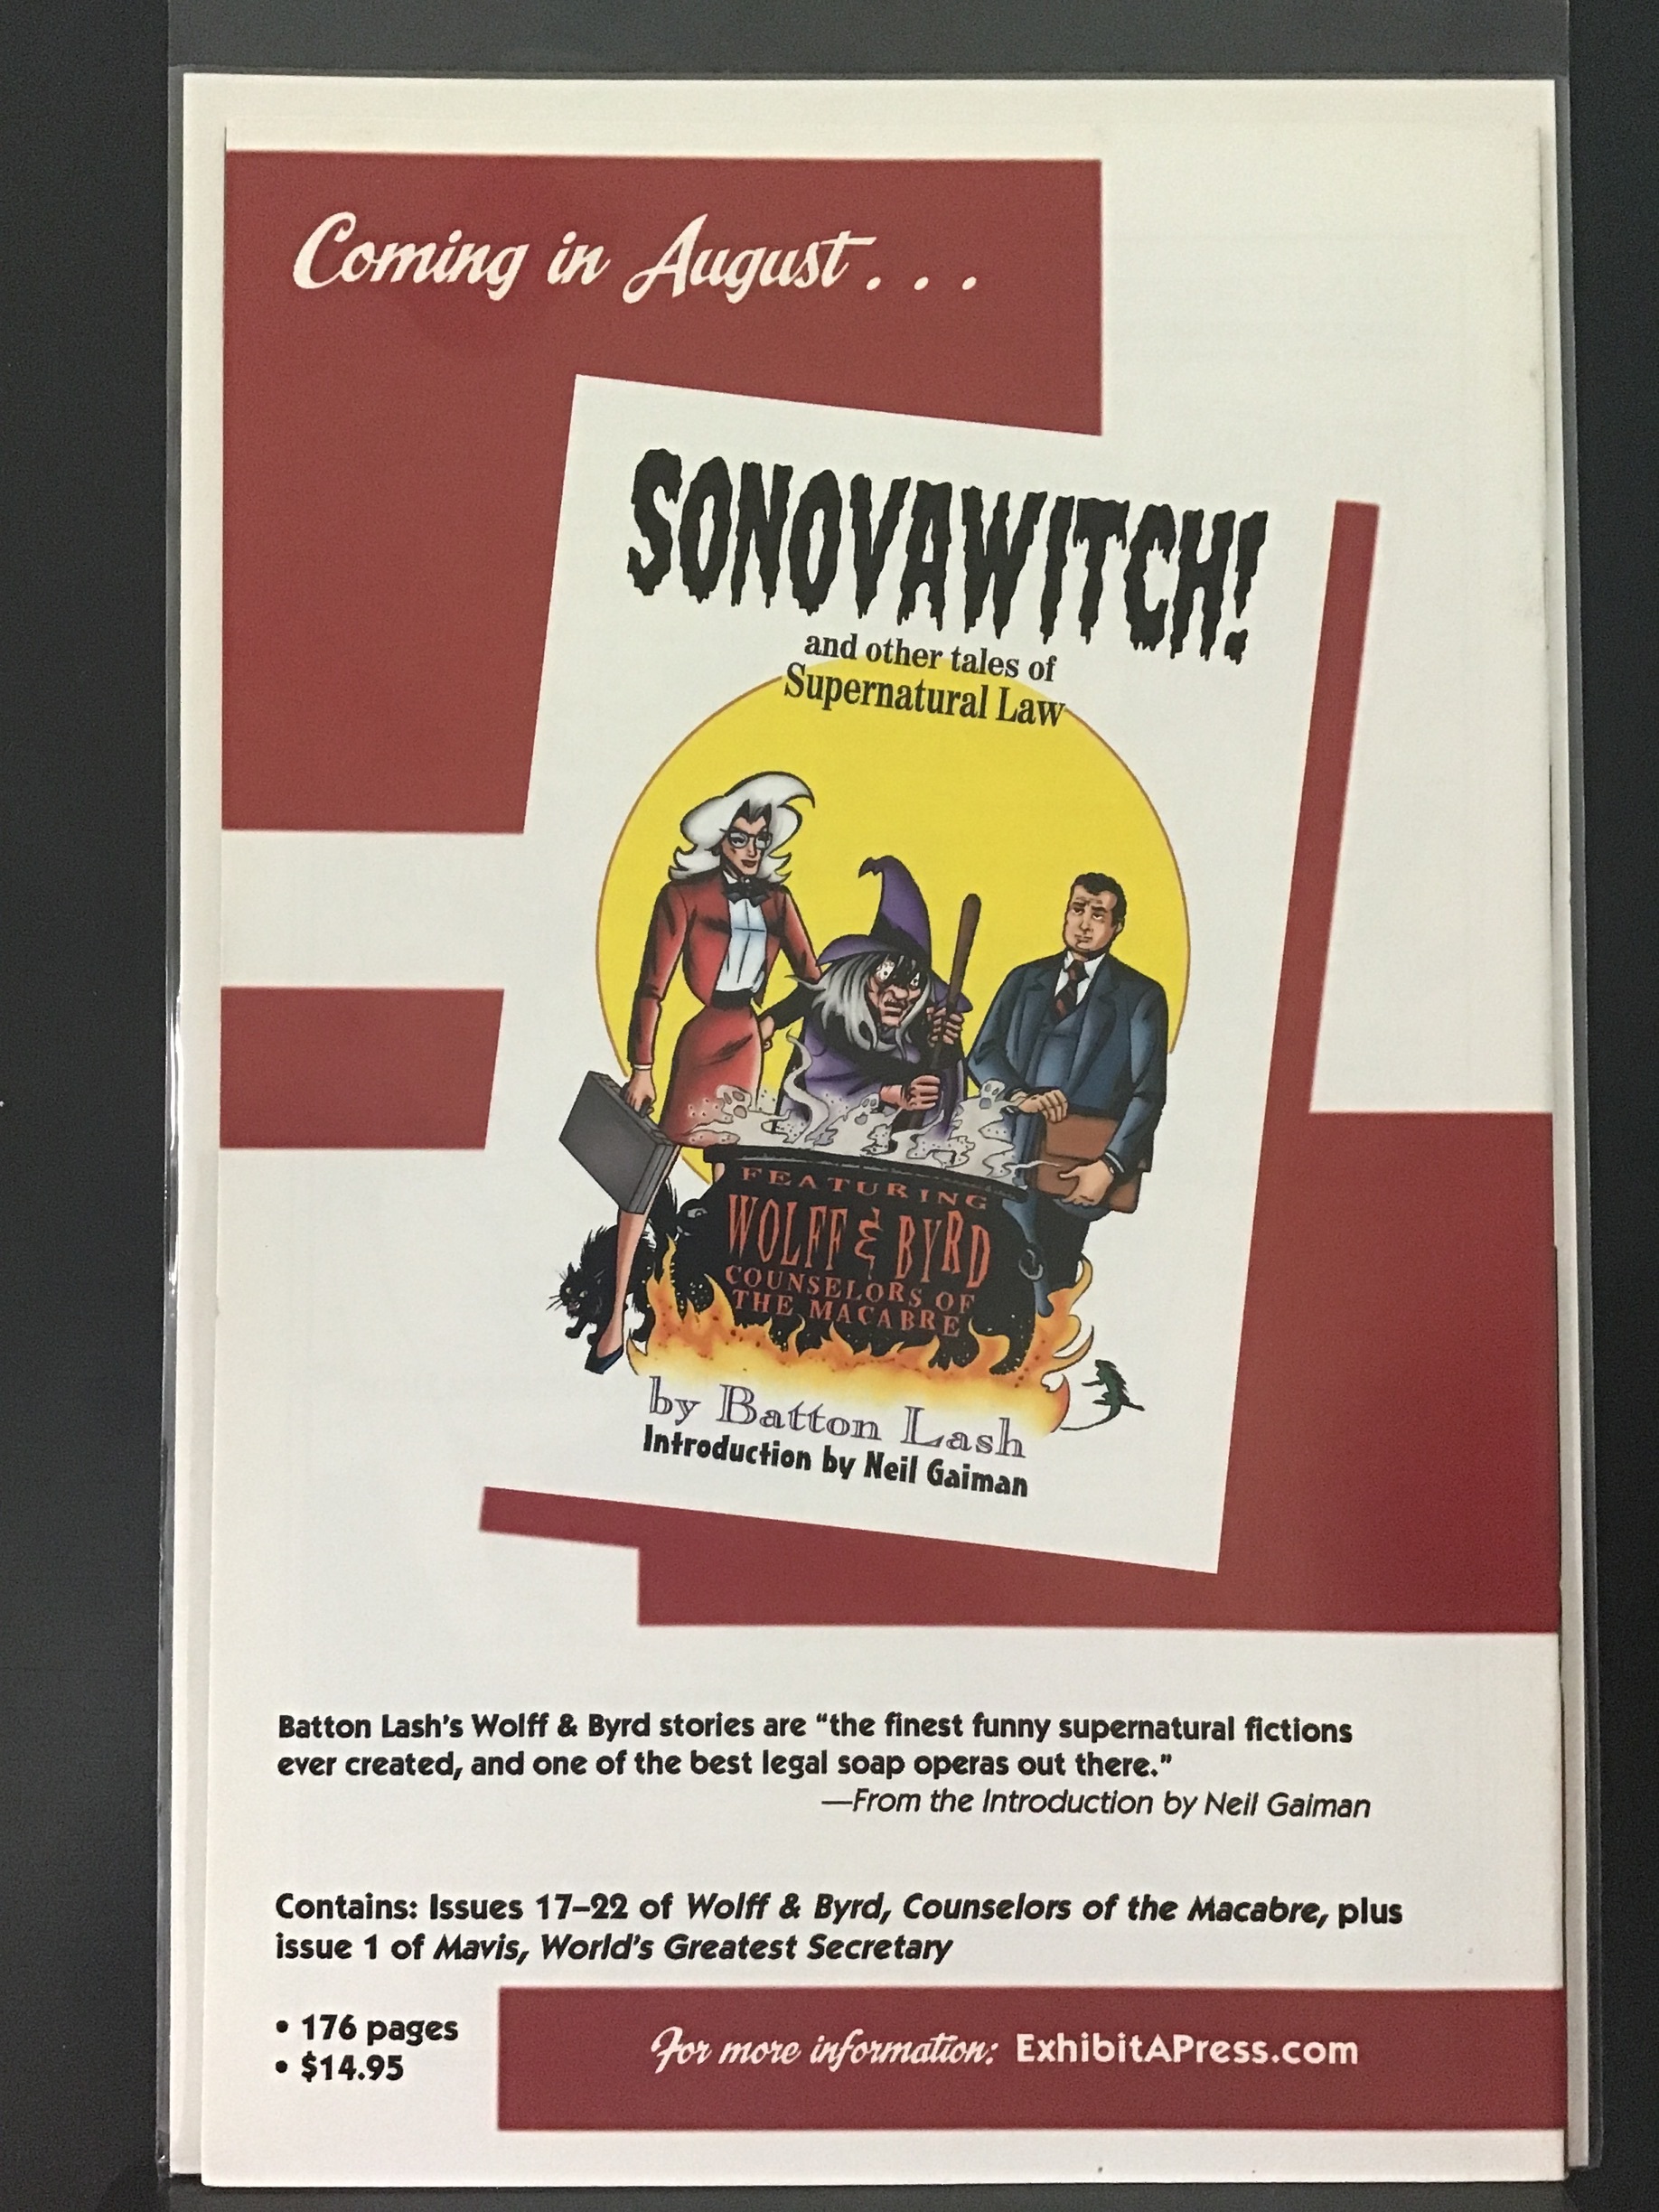 Coming in August . . .
SONOVAWITCH!
and other tales of
Supernatural Law
FEATURING
WOLFF & BYRD
COUNSELORS OF
THE MACABRE
by Batton Lash
Introduction by Neil Gaiman
Batton Lash's Wolff & Byrd stories are “the finest funny supernatural fictions
ever created, and one of the best legal soap operas out there.”
—From the Introduction by Neil Gaiman
Contains: Issues 17–22 of Wolff & Byrd, Counselors of the Macabre, plus
issue 1 of Mavis, World's Greatest Secretary
• 176 pages
• $14.95
For more information: ExhibitAPress.com